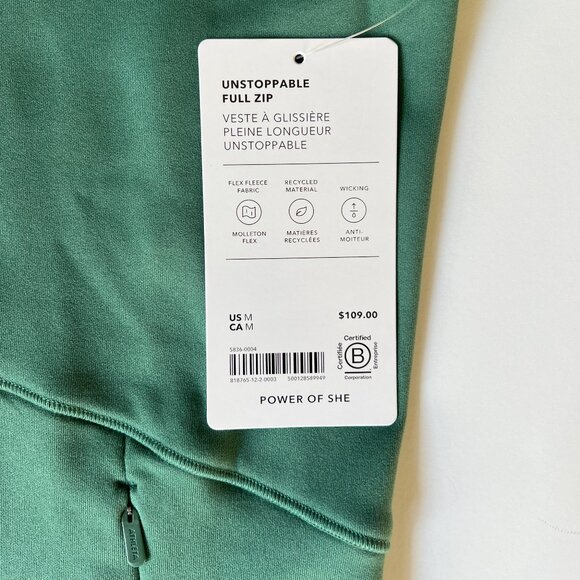 UNSTOPPABLE
FULL ZIP
VESTE À GLISSIÈRE
PLEINE LONGUEUR
UNSTOPPABLE
FLEX FLEECE
FABRIC
RECYCLED
MATERIAL
WICKING
MOLLETON
FLEX
MATIÈRES
RECYCLÉES
ANTI-
MOITEUR
US M
CA M
$109.00
5836-0004
818765-12-2-0003 500128589949
Certified
Certifiée
B
Entreprise
Corporation
POWER OF SHE
ATHLETA